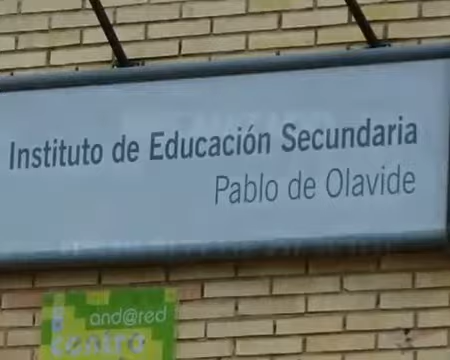 Instituto de Educación Secundaria
Pablo de Olavide
and@red
centro